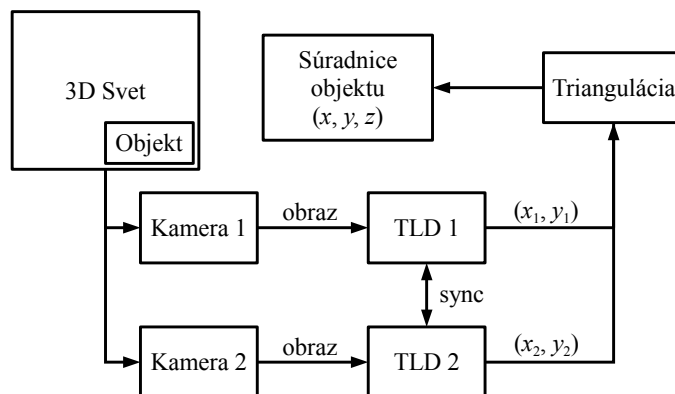 3D Svet
Objekt
Súradnice
objektu
(x, y, z)
Triangulácia
Kamera 1
obraz
TLD 1
(x₁, y₁)
sync
Kamera 2
obraz
TLD 2
(x₂, y₂)